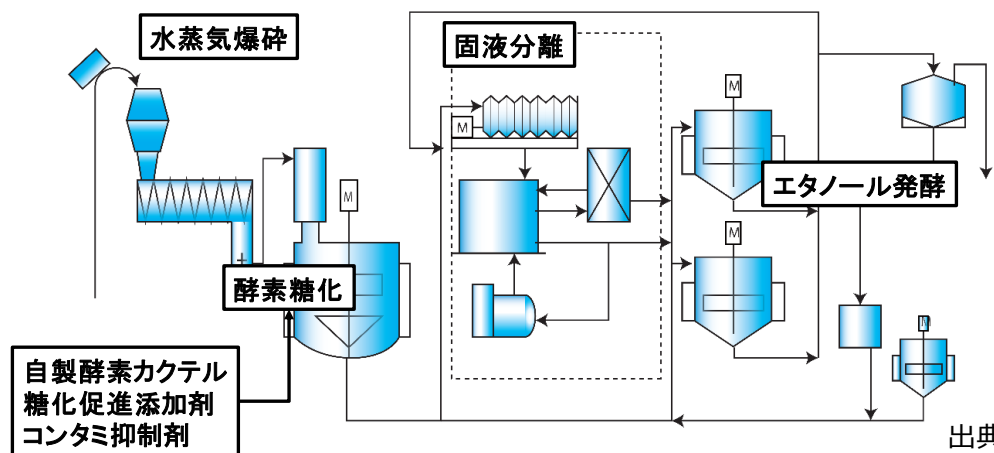 水蒸気爆砕
固液分離
M
M
M
エタノール発酵
M
M
酵素糖化
自製酵素カクテル
糖化促進添加剤
コンタミ抑制剤
出典